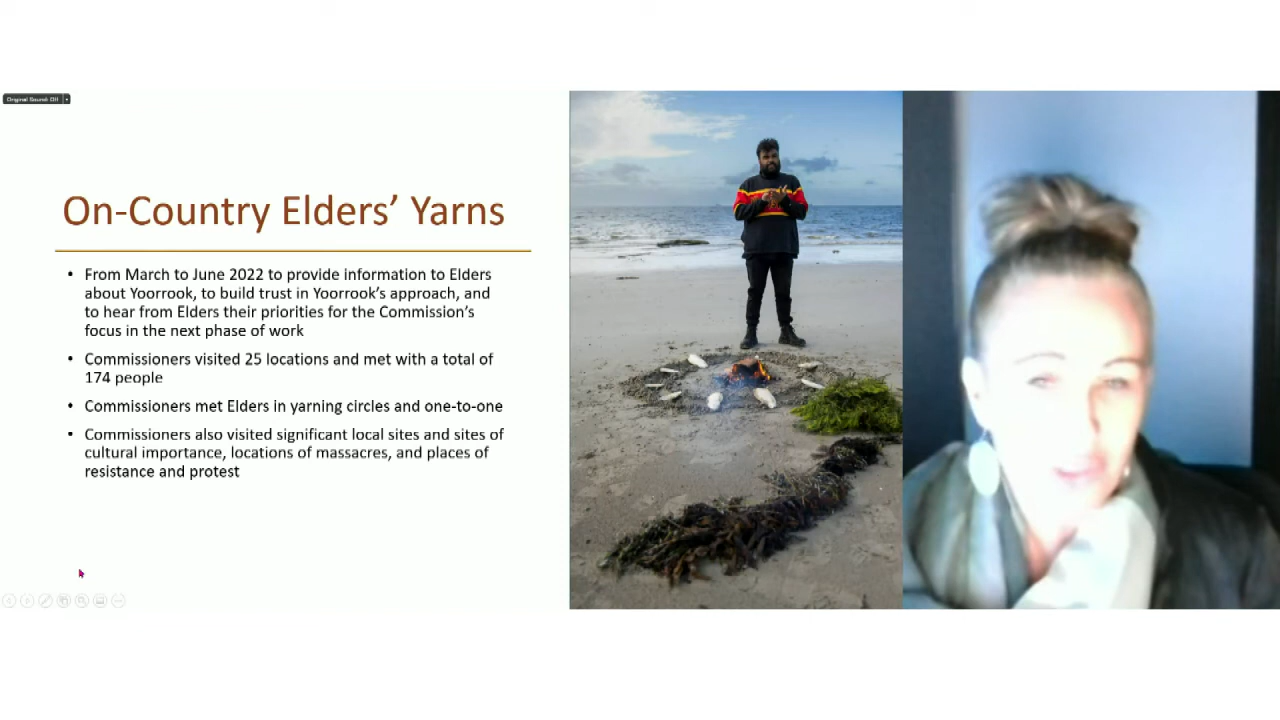 Original Sound: Off
On-Country Elders’ Yarns
• From March to June 2022 to provide information to Elders
about Yoorrook, to build trust in Yoorrook’s approach, and
to hear from Elders their priorities for the Commission’s
focus in the next phase of work
• Commissioners visited 25 locations and met with a total of
174 people
• Commissioners met Elders in yarning circles and one-to-one
• Commissioners also visited significant local sites and sites of
cultural importance, locations of massacres, and places of
resistance and protest